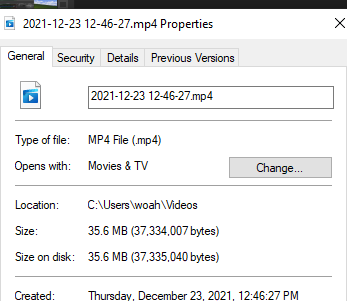 2021-12-23 12-46-27.mp4 Properties
General Security Details Previous Versions
2021-12-23 12-46-27.mp4
Type of file: MP4 File (.mp4)
Opens with: Movies & TV Change...
Location: C:\Users\woah\Videos
Size: 35.6 MB (37,334,007 bytes)
Size on disk: 35.6 MB (37,335,040 bytes)
Created: Thursday, December 23, 2021, 12:46:27 PM